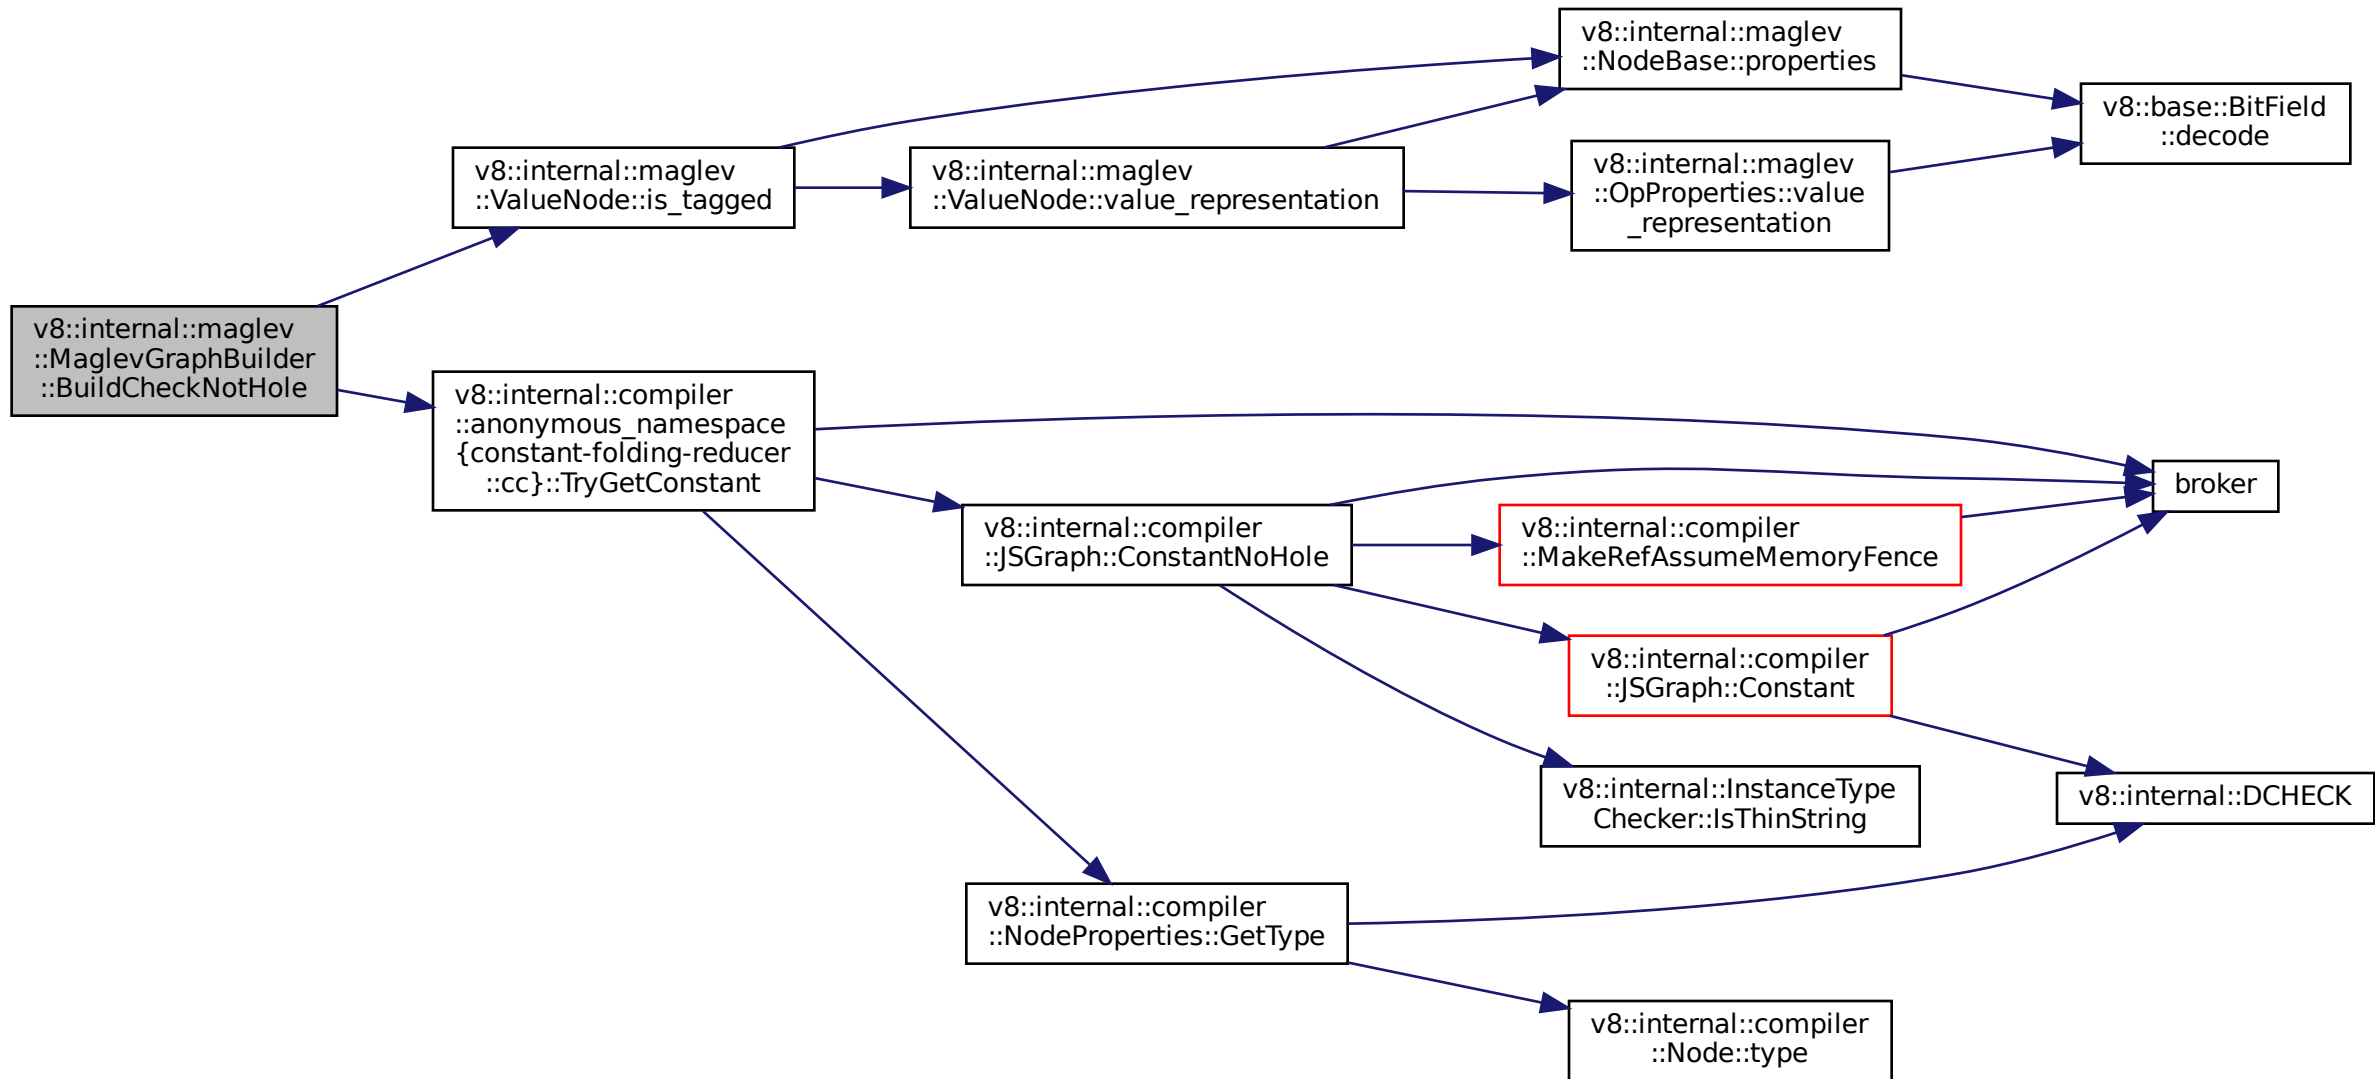 v8::internal::maglev
::MaglevGraphBuilder
::BuildCheckNotHole
v8::internal::maglev
::ValueNode::is_tagged
v8::internal::maglev
::ValueNode::value_representation
v8::internal::maglev
::NodeBase::properties
v8::internal::maglev
::OpProperties::value
_representation
v8::base::BitField
::decode
v8::internal::compiler
::anonymous_namespace
{constant-folding-reducer
::cc}::TryGetConstant
v8::internal::compiler
::JSGraph::ConstantNoHole
v8::internal::compiler
::MakeRefAssumeMemoryFence
broker
v8::internal::compiler
::JSGraph::Constant
v8::internal::InstanceType
Checker::IsThinString
v8::internal::DCHECK
v8::internal::compiler
::NodeProperties::GetType
v8::internal::compiler
::Node::type